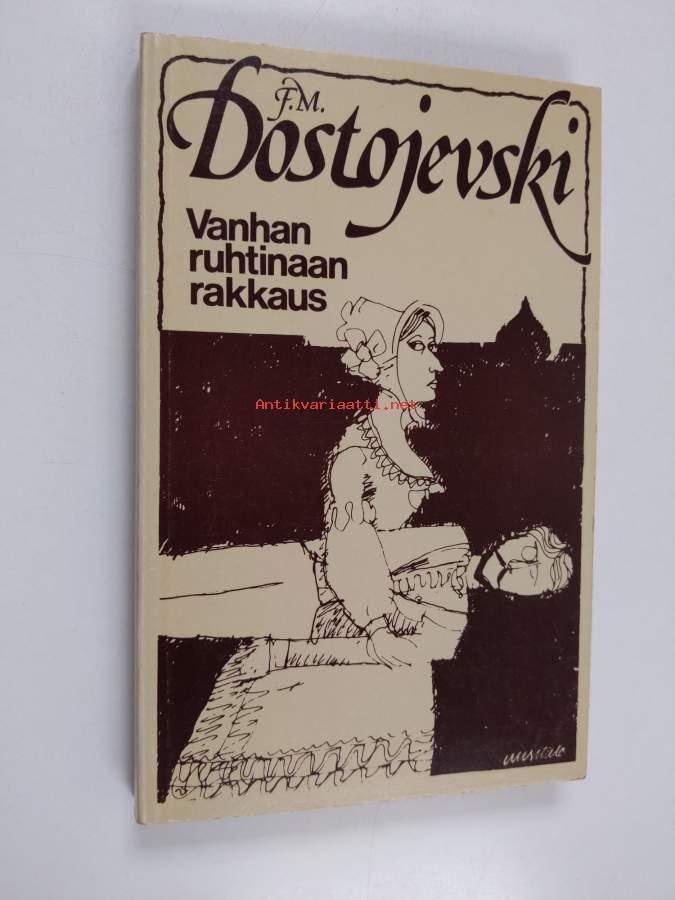 F.M.
Dostojevski
Vanhan
ruhtinaan
rakkaus
Antikvariaatti.net